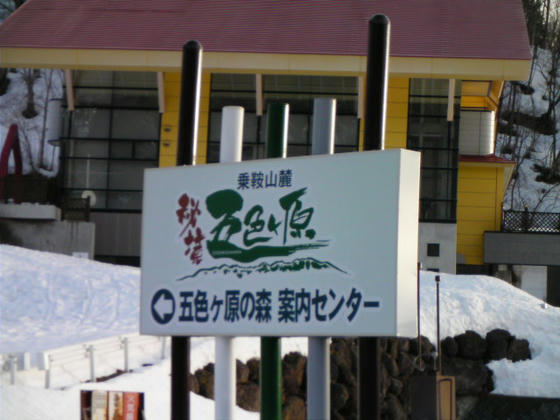 乗鞍山麓
秘境
五色ヶ原
五色ヶ原の森 案内センター